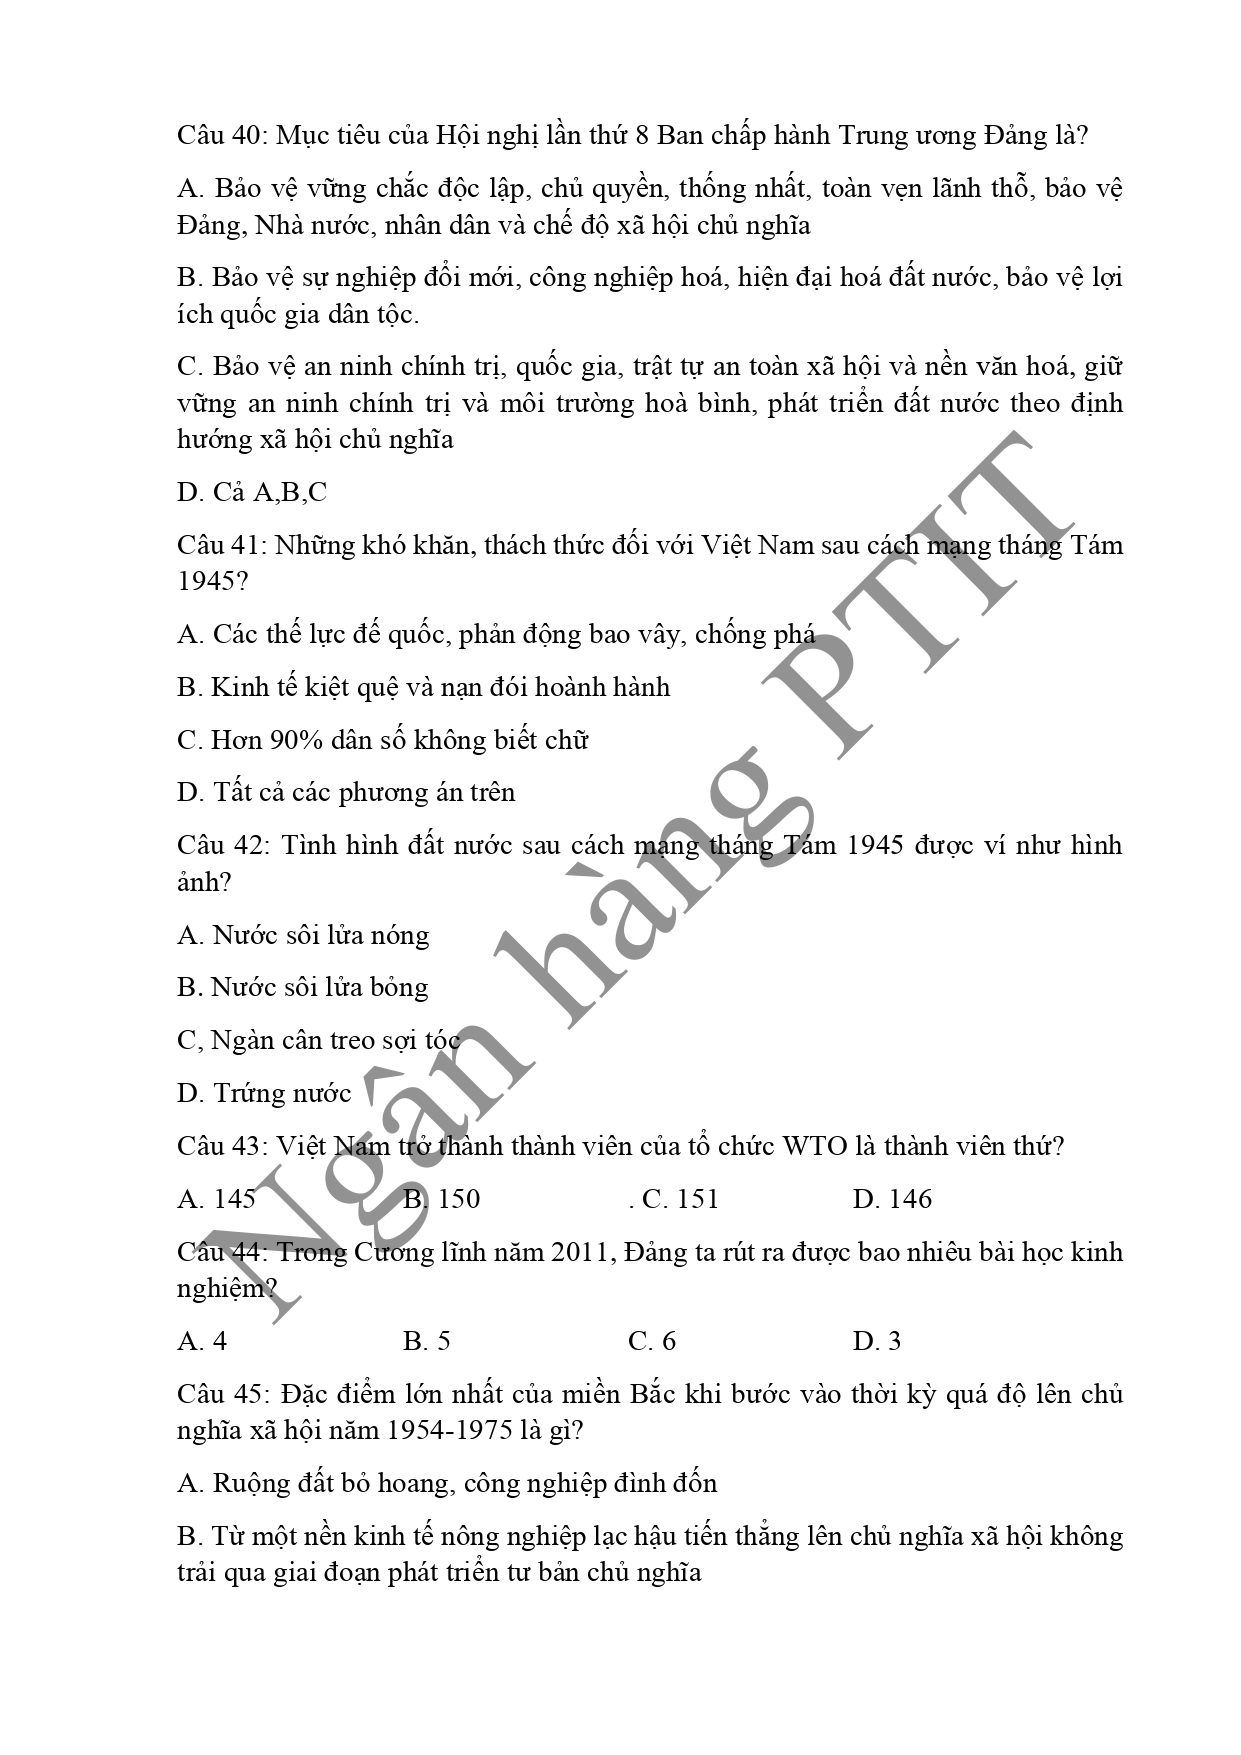 Câu 40: Mục tiêu của Hội nghị lần thứ 8 Ban chấp hành Trung ương Đảng là?
A. Bảo vệ vững chắc độc lập, chủ quyền, thống nhất, toàn vẹn lãnh thỗ, bảo vệ
Đảng, Nhà nước, nhân dân và chế độ xã hội chủ nghĩa
B. Bảo vệ sự nghiệp đổi mới, công nghiệp hoá, hiện đại hoá đất nước, bảo vệ lợi
ích quốc gia dân tộc.
C. Bảo vệ an ninh chính trị, quốc gia, trật tự an toàn xã hội và nền văn hoá, giữ
vững an ninh chính trị và môi trường hoà bình, phát triển đất nước theo định
hướng xã hội chủ nghĩa
D. Cả A,B,C
Câu 41: Những khó khăn, thách thức đối với Việt Nam sau cách mạng tháng Tám
1945?
A. Các thế lực đế quốc, phản động bao vây, chống phá
B. Kinh tế kiệt quệ và nạn đói hoành hành
C. Hơn 90% dân số không biết chữ
D. Tất cả các phương án trên
Câu 42: Tình hình đất nước sau cách mạng tháng Tám 1945 được ví như hình
ảnh?
A. Nước sôi lửa nóng
B. Nước sôi lửa bỏng
C, Ngàn cân treo sợi tóc
D. Trứng nước
Câu 43: Việt Nam trở thành thành viên của tổ chức WTO là thành viên thứ?
A. 145 B. 150 . C. 151 D. 146
Câu 44: Trong Cương lĩnh năm 2011, Đảng ta rút ra được bao nhiêu bài học kinh
nghiệm?
A. 4 B. 5 C. 6 D. 3
Câu 45: Đặc điểm lớn nhất của miền Bắc khi bước vào thời kỳ quá độ lên chủ
nghĩa xã hội năm 1954-1975 là gì?
A. Ruộng đất bỏ hoang, công nghiệp đình đốn
B. Từ một nền kinh tế nông nghiệp lạc hậu tiến thẳng lên chủ nghĩa xã hội không
trải qua giai đoạn phát triển tư bản chủ nghĩa
Ngân hàng PTIT